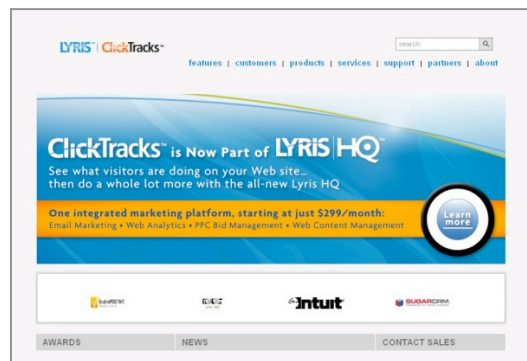 LYRIS | ClickTracks™
search
features | customers | products | services | support | partners | about
ClickTracks™ is Now Part of LYRIS|HQ
See what visitors are doing on your Web site...
then do a whole lot more with the all-new Lyris HQ
One integrated marketing platform, starting at just $299/month:
Email Marketing • Web Analytics • PPC Bid Management • Web Content Management
Learn
more
Intuit
SUGARCRM
AWARDS NEWS CONTACT SALES